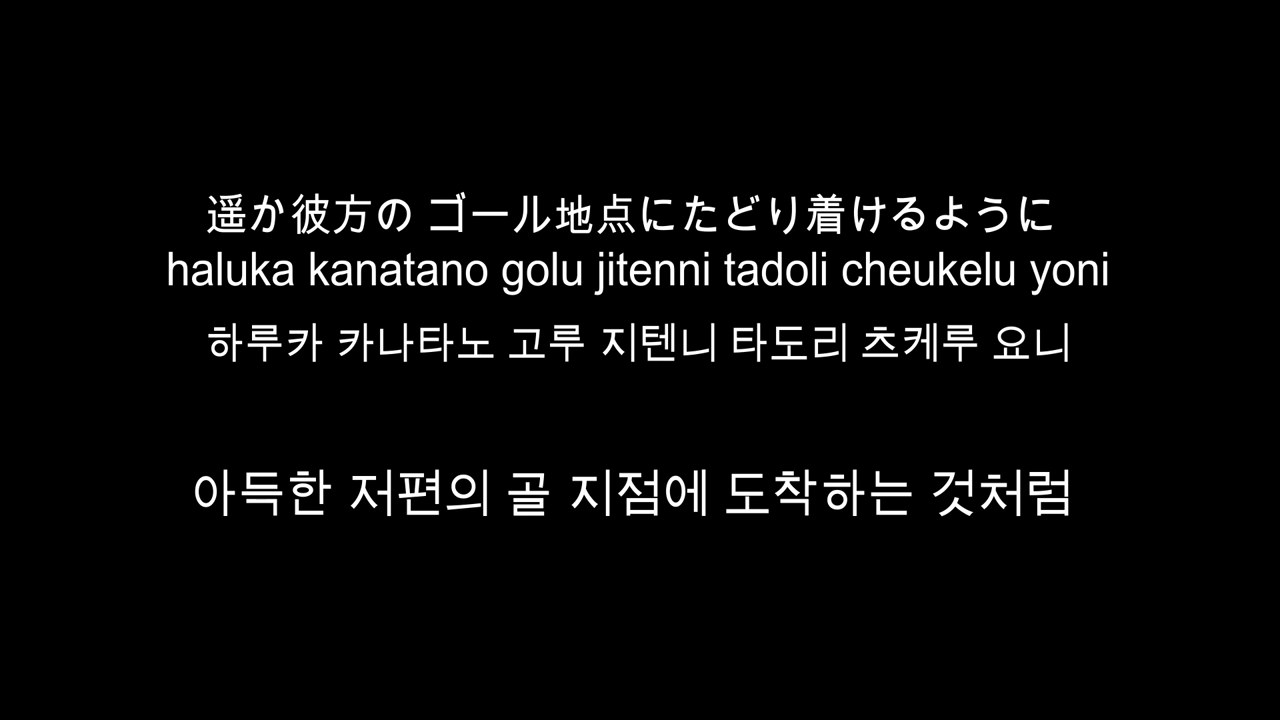 遥か彼方の ゴール地点にたどり着けるように
haluka kanatano golu jitenni tadoli cheukelu yoni
하루카 카나타노 고루 지텐니 타도리 츠케루 요니
아득한 저편의 골 지점에 도착하는 것처럼